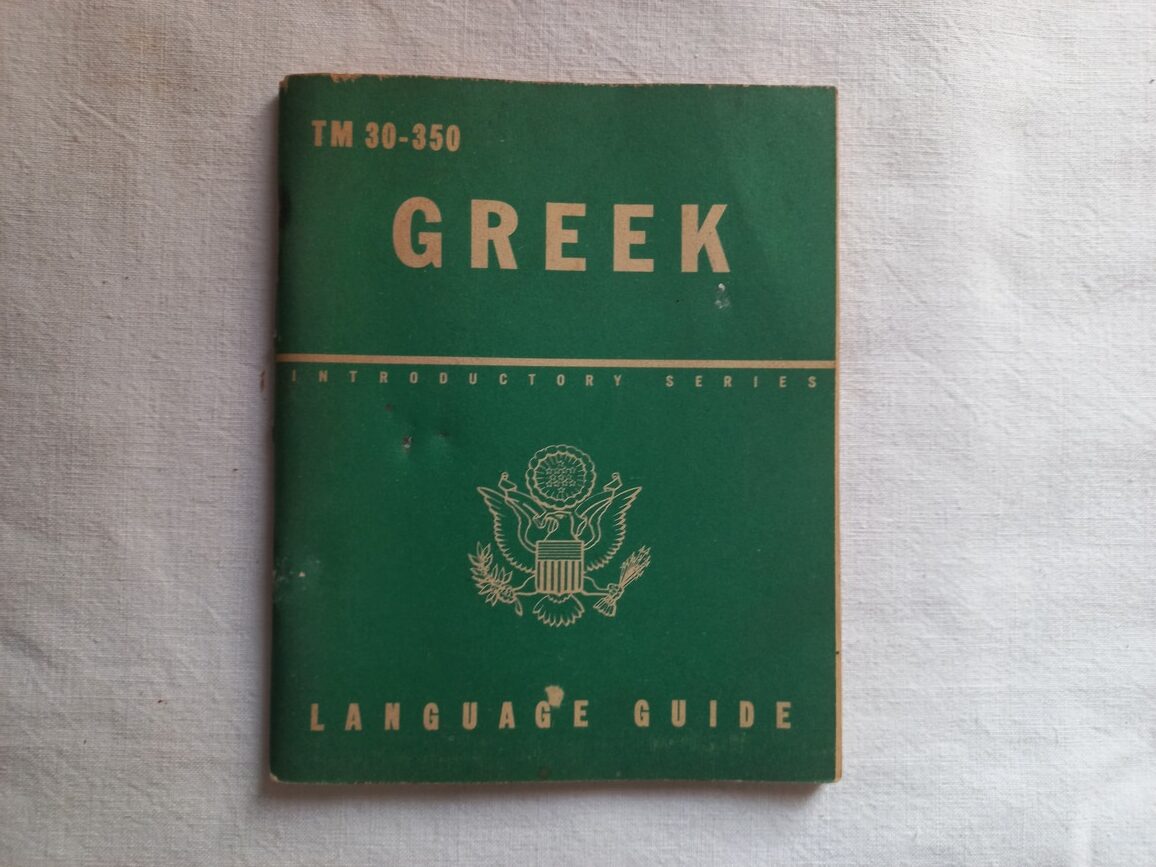 TM 30-350
GREEK
INTRODUCTORY SERIES
LANGUAGE GUIDE